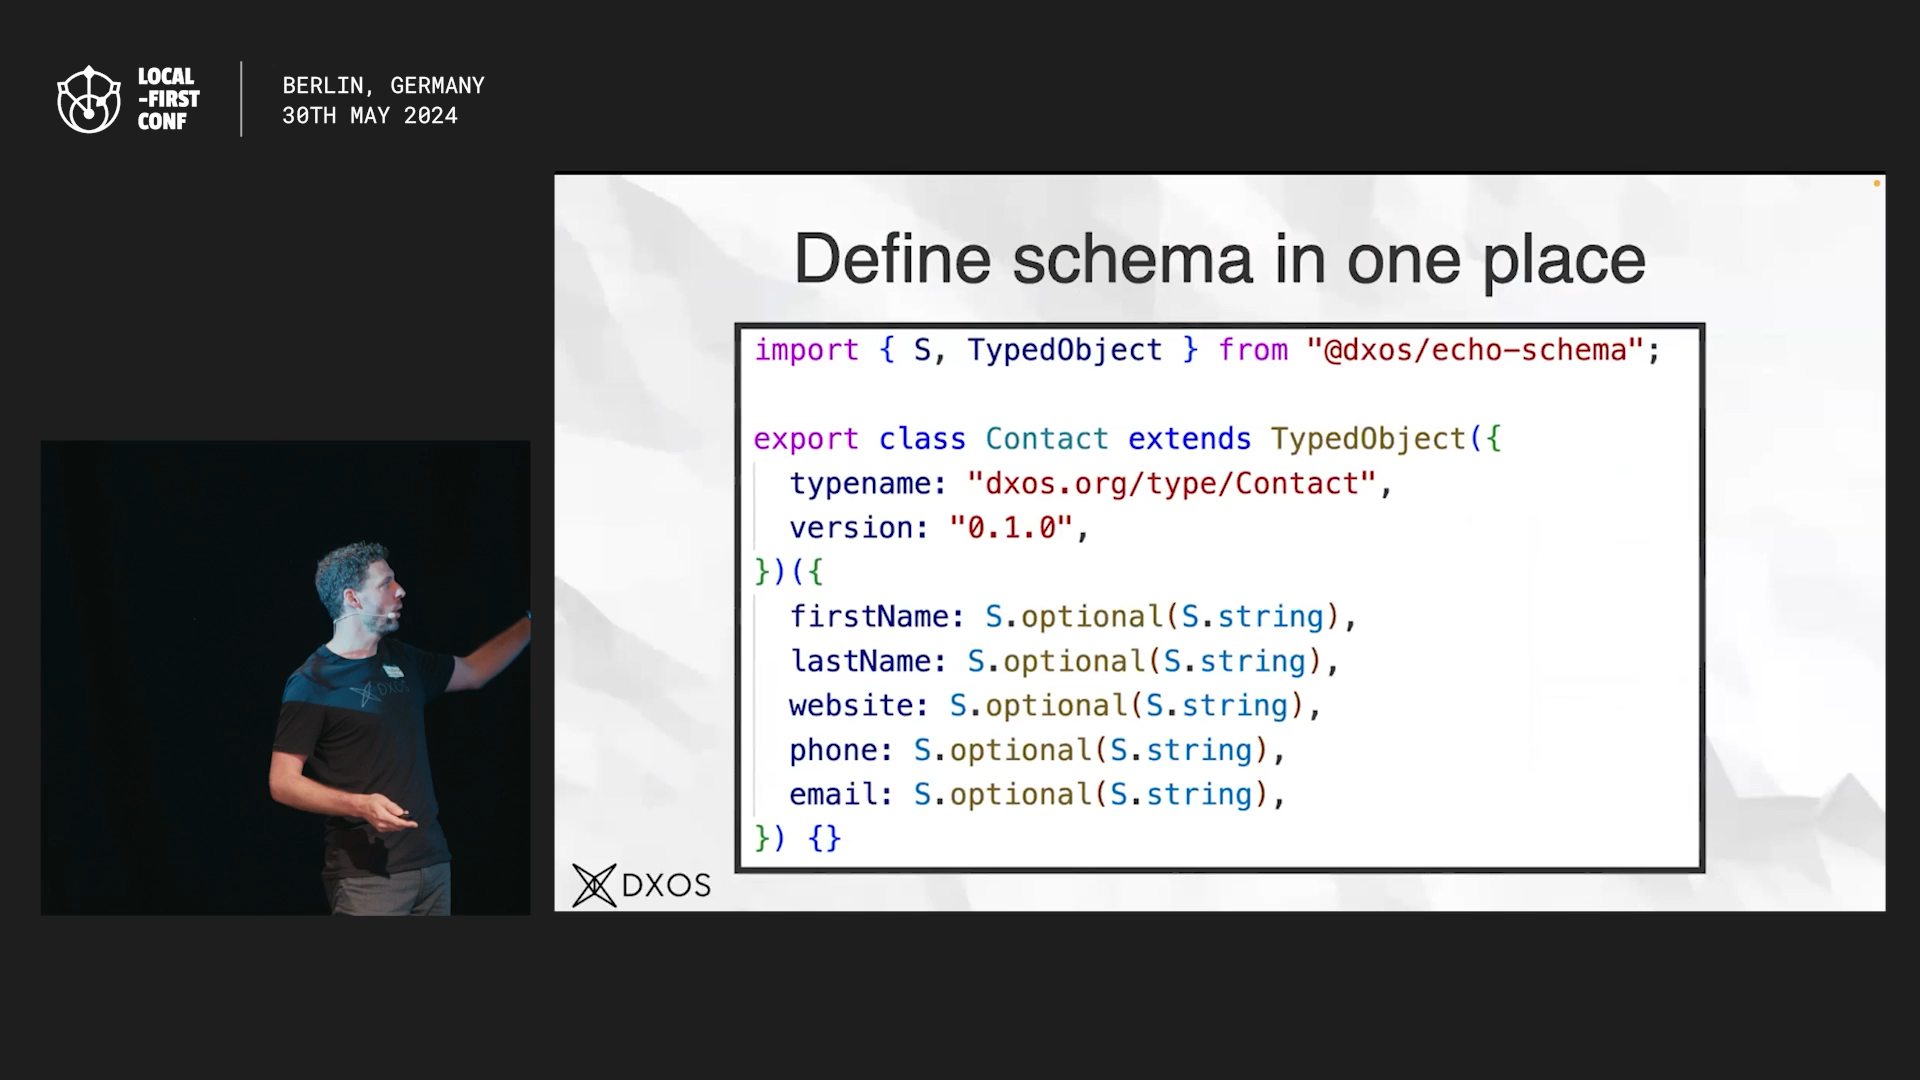 LOCAL
-FIRST
CONF
BERLIN, GERMANY
30TH MAY 2024
Define schema in one place
import { S, TypedObject } from "@dxos/echo-schema";
export class Contact extends TypedObject({
typename: "dxos.org/type/Contact",
version: "0.1.0",
})({
firstName: S.optional(S.string),
lastName: S.optional(S.string),
website: S.optional(S.string),
phone: S.optional(S.string),
email: S.optional(S.string),
}) {}
DXOS
DXOS